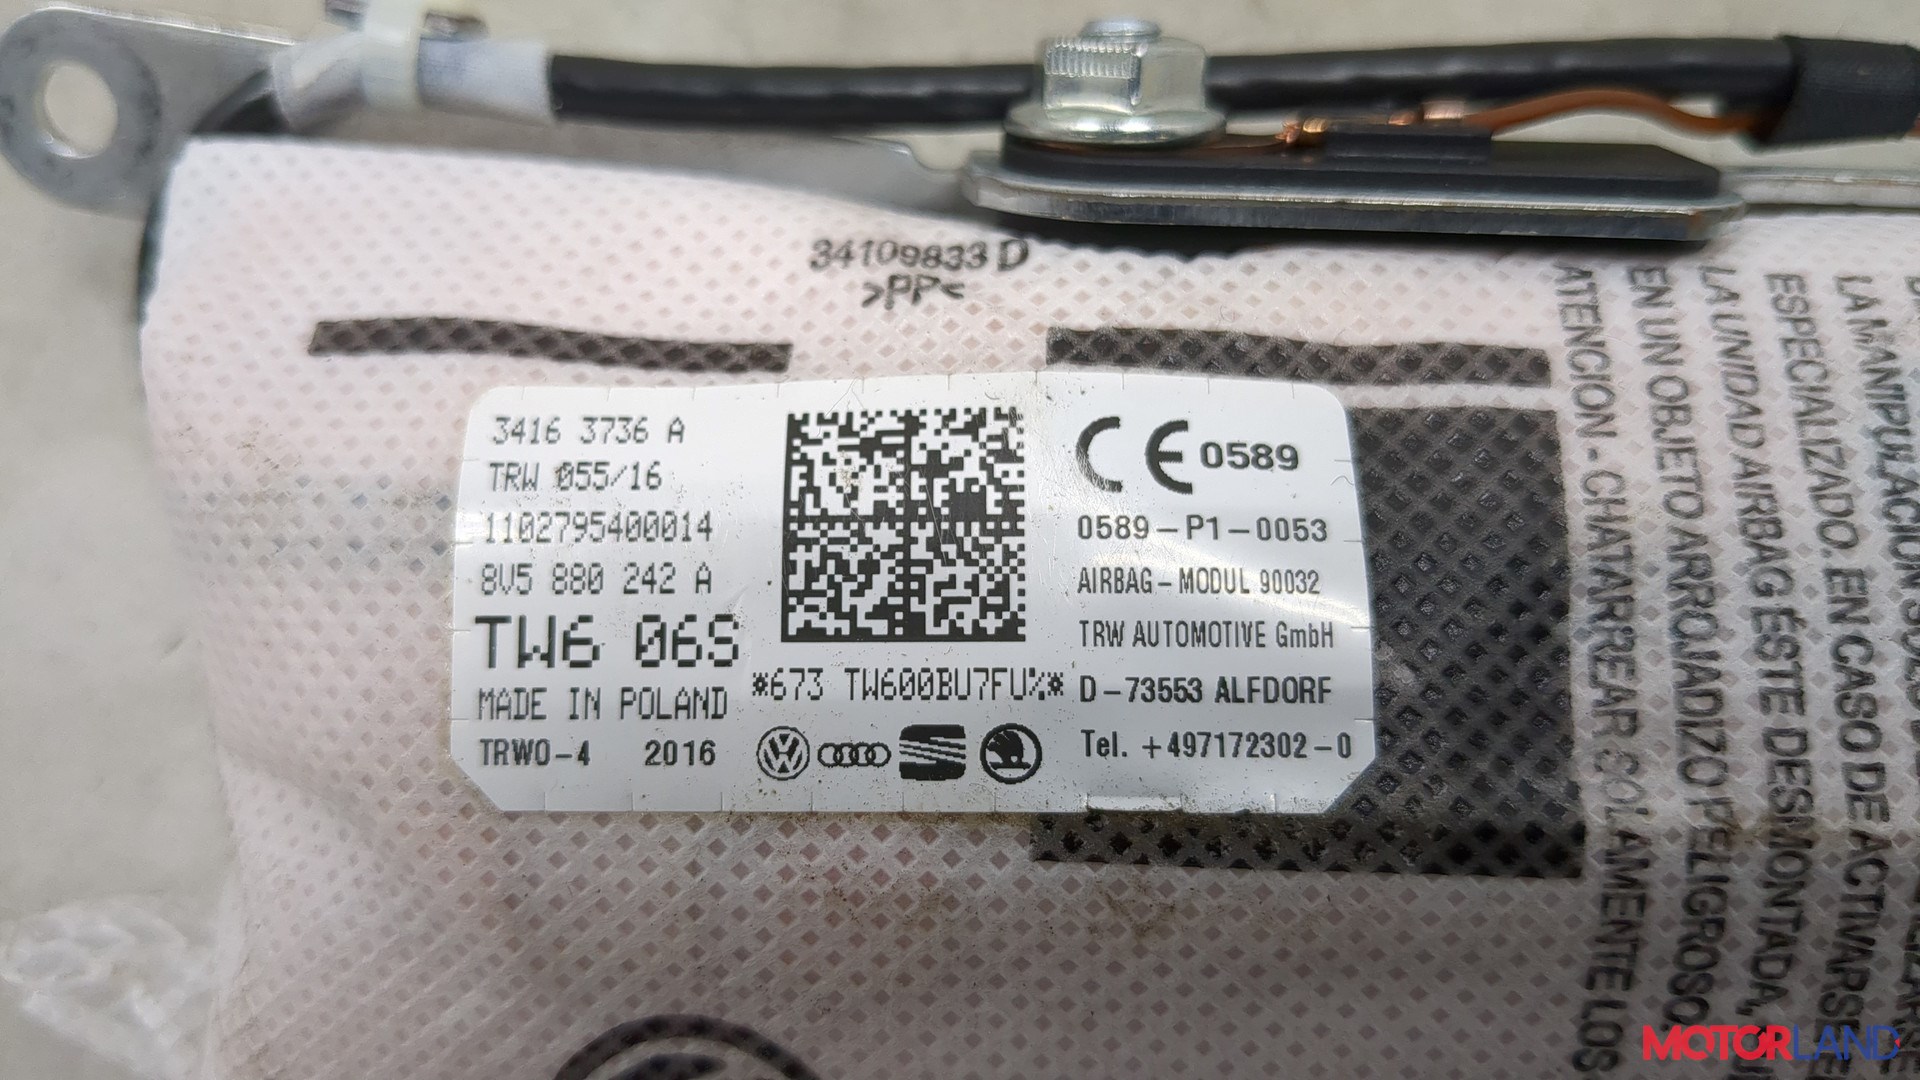 34109833 D
>PP<
3416 3736 A
TRW 055/16
1102795400014
8V5 880 242 A
TW6 06S
MADE IN POLAND
TRWO-4 2016
*673 TW600BU7FU%*
CE 0589
0589-P1-0053
AIRBAG-MODUL 90032
TRW AUTOMOTIVE GmbH
D-73553 ALFDORF
Tel. +497172302-0
ATENCION - CHATARREAR SOLAMENTE LOS
EN UN OBJETO ARROJADIZO PELIGROSO.
LA UNIDAD AIRBAG ÉSTE DESMONTADA,
ESPECIALIZADO. EN CASO DE ACTIVARSE
LA MANIPULACION SÓLO
MOTORLAND